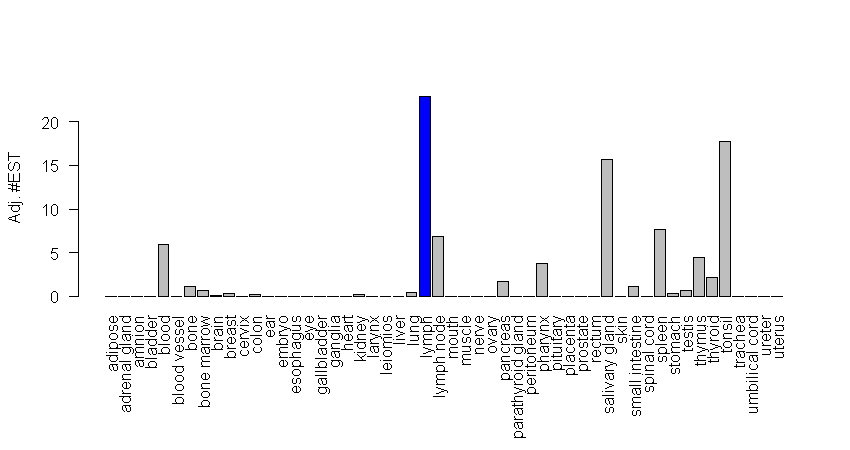 Adj. #EST
20
15
10
5
0
adipose
adrenal gland
amnion
bladder
blood
blood vessel
bone
bone marrow
brain
breast
cervix
colon
ear
embryo
esophagus
eye
gallbladder
ganglia
heart
kidney
larynx
leiomios
liver
lung
lymph
lymph node
mouth
muscle
nerve
ovary
pancreas
parathyroid gland
peritoneum
pharynx
pituitary
placenta
prostate
rectum
salivary gland
skin
small intestine
spinal cord
spleen
stomach
testis
thymus
thyroid
tonsil
trachea
umbilical cord
ureter
uterus